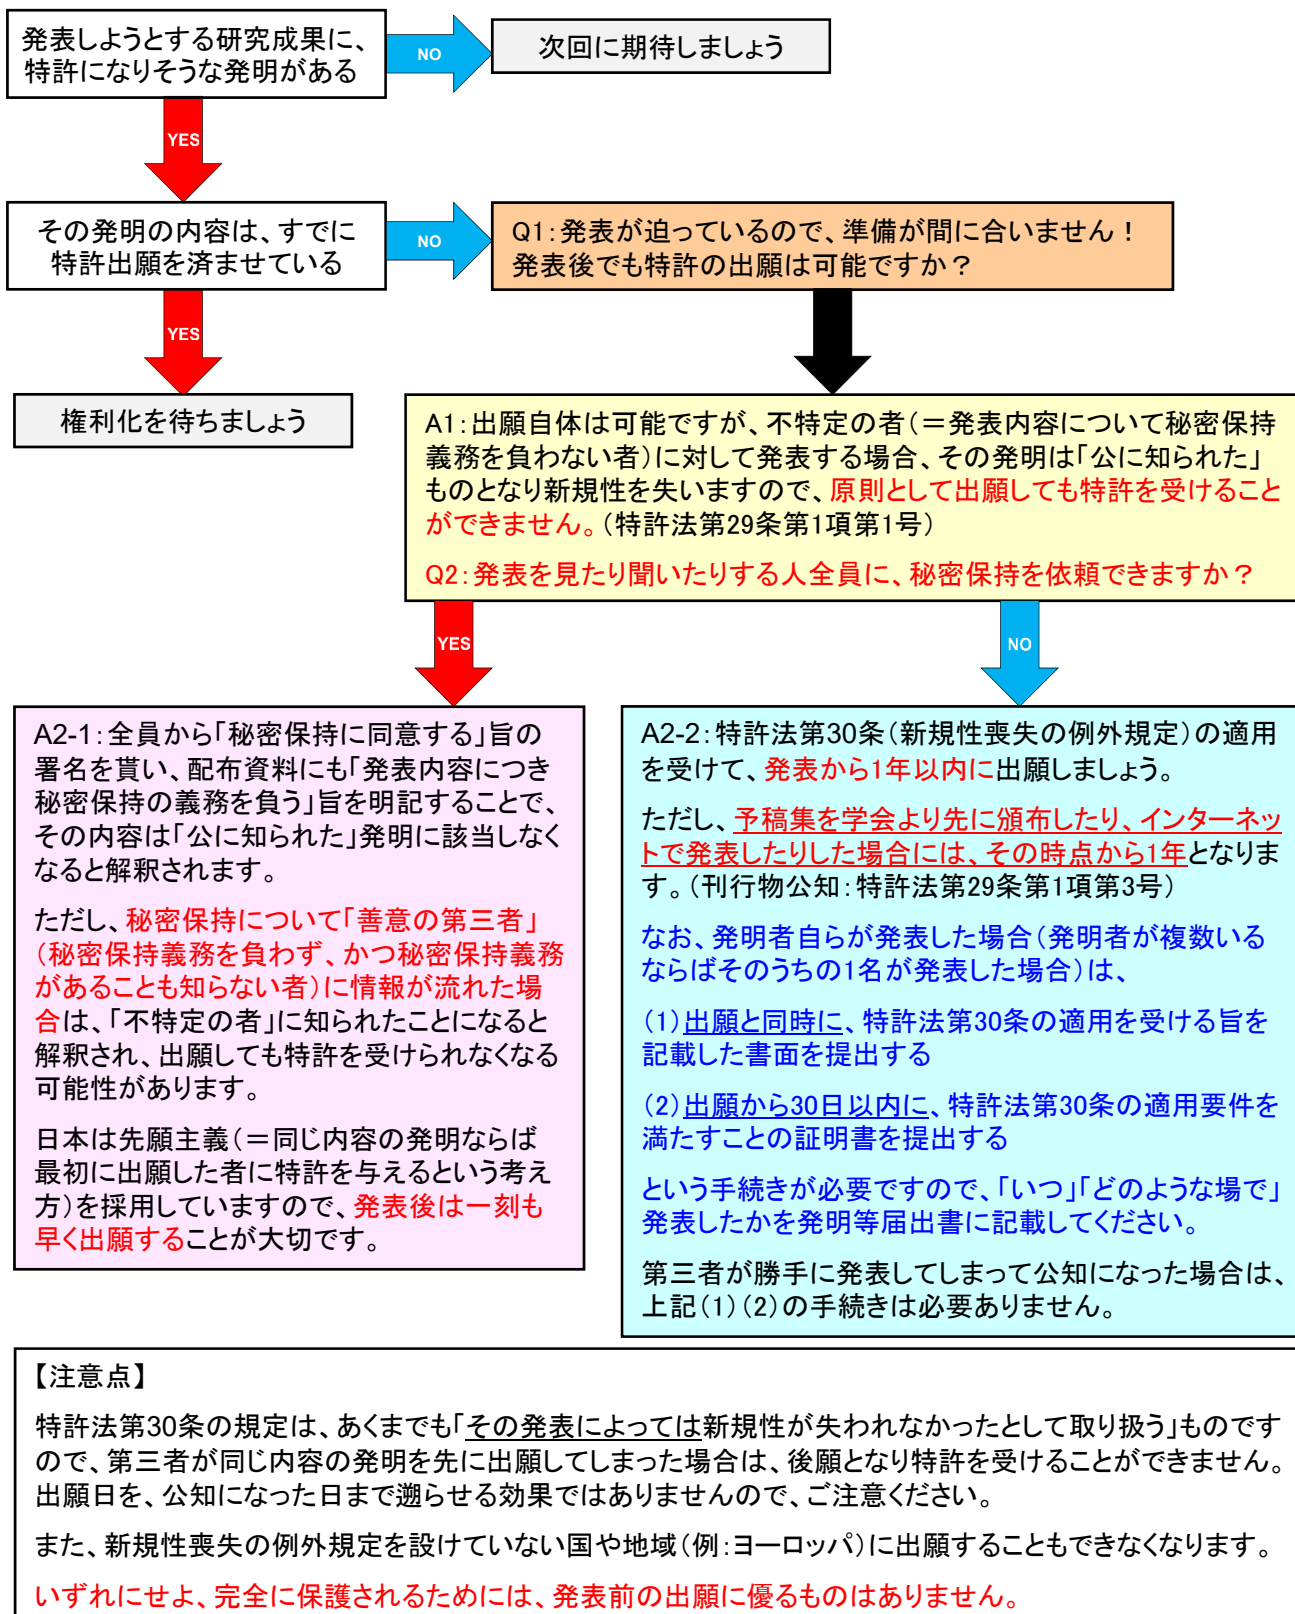 発表しようとする研究成果に、
特許になりそうな発明がある
NO
次回に期待しましょう
YES
その発明の内容は、すでに
特許出願を済ませている
NO
Q1：発表が迫っているので、準備が間に合いません！
発表後でも特許の出願は可能ですか？
YES
権利化を待ちましょう
A1：出願自体は可能ですが、不特定の者（＝発表内容について秘密保持
義務を負わない者）に対して発表する場合、その発明は「公に知られた」
ものとなり新規性を失いますので、原則として出願しても特許を受けること
ができません。（特許法第29条第1項第1号）
Q2：発表を見たり聞いたりする人全員に、秘密保持を依頼できますか？
YES
NO
A2-1：全員から「秘密保持に同意する」旨の
署名を貰い、配布資料にも「発表内容につき
秘密保持の義務を負う」旨を明記することで、
その内容は「公に知られた」発明に該当しなく
なると解釈されます。
ただし、秘密保持について「善意の第三者」
（秘密保持義務を負わず、かつ秘密保持義務
があることも知らない者）に情報が流れた場
合は、「不特定の者」に知られたことになると
解釈され、出願しても特許を受けられなくなる
可能性があります。
日本は先願主義（＝同じ内容の発明ならば
最初に出願した者に特許を与えるという考え
方）を採用していますので、発表後は一刻も
早く出願することが大切です。
A2-2：特許法第30条（新規性喪失の例外規定）の適用
を受けて、発表から1年以内に出願しましょう。
ただし、予稿集を学会より先に頒布したり、インターネッ
トで発表したりした場合には、その時点から1年となりま
す。（刊行物公知：特許法第29条第1項第3号）
なお、発明者自らが発表した場合（発明者が複数いる
ならばそのうちの1名が発表した場合）は、
（1）出願と同時に、特許法第30条の適用を受ける旨を
記載した書面を提出する
（2）出願から30日以内に、特許法第30条の適用要件を
満たすことの証明書を提出する
という手続きが必要ですので、「いつ」「どのような場で」
発表したかを発明等届出書に記載してください。
第三者が勝手に発表してしまって公知になった場合は、
上記（1）（2）の手続きは必要ありません。
【注意点】
特許法第30条の規定は、あくまでも「その発表によっては新規性が失われなかったとして取り扱う」ものです
ので、第三者が同じ内容の発明を先に出願してしまった場合は、後願となり特許を受けることができません。
出願日を、公知になった日まで遡らせる効果ではありませんので、ご注意ください。
また、新規性喪失の例外規定を設けていない国や地域（例：ヨーロッパ）に出願することもできなくなります。
いずれにせよ、完全に保護されるためには、発表前の出願に優るものはありません。